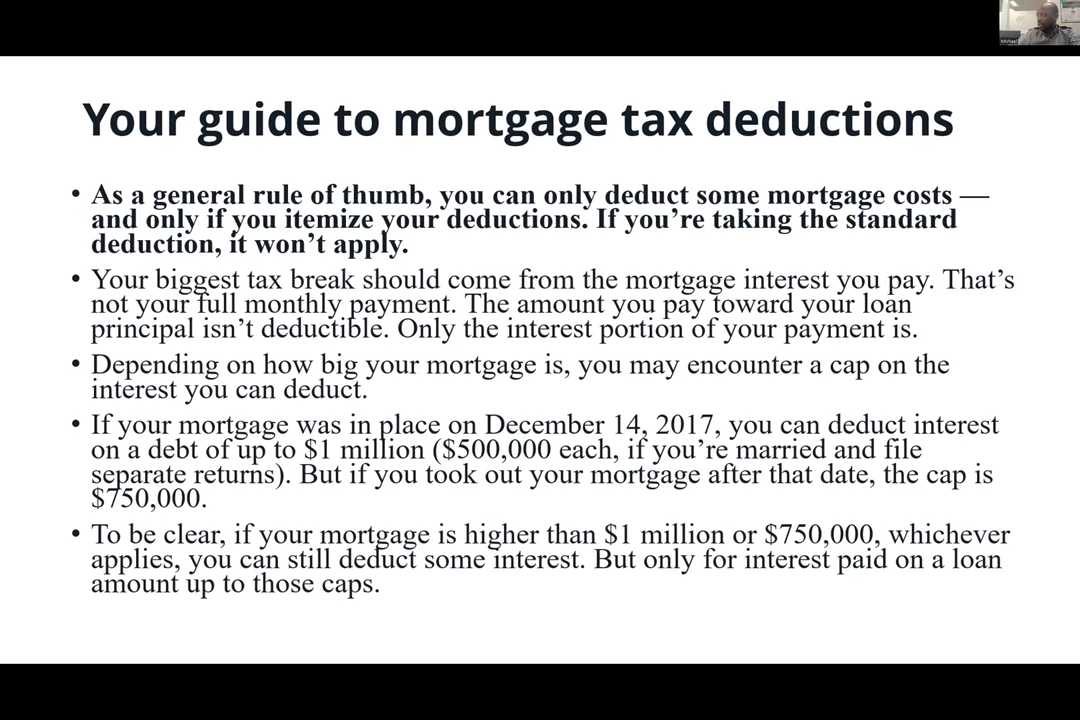 Michael
Your guide to mortgage tax deductions
• As a general rule of thumb, you can only deduct some mortgage costs —
and only if you itemize your deductions. If you’re taking the standard
deduction, it won’t apply.
• Your biggest tax break should come from the mortgage interest you pay. That’s
not your full monthly payment. The amount you pay toward your loan
principal isn’t deductible. Only the interest portion of your payment is.
• Depending on how big your mortgage is, you may encounter a cap on the
interest you can deduct.
• If your mortgage was in place on December 14, 2017, you can deduct interest
on a debt of up to $1 million ($500,000 each, if you’re married and file
separate returns). But if you took out your mortgage after that date, the cap is
$750,000.
• To be clear, if your mortgage is higher than $1 million or $750,000, whichever
applies, you can still deduct some interest. But only for interest paid on a loan
amount up to those caps.